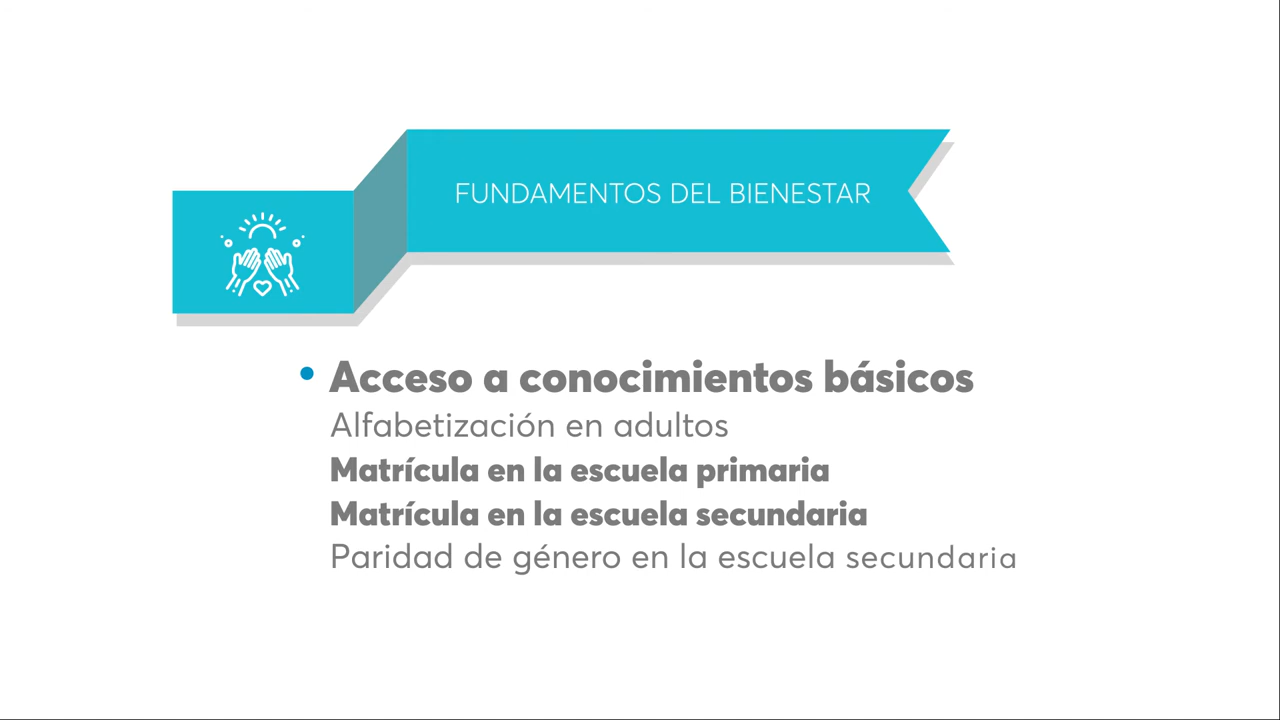 FUNDAMENTOS DEL BIENESTAR
• Acceso a conocimientos básicos
Alfabetización en adultos
Matrícula en la escuela primaria
Matrícula en la escuela secundaria
Paridad de género en la escuela secundaria